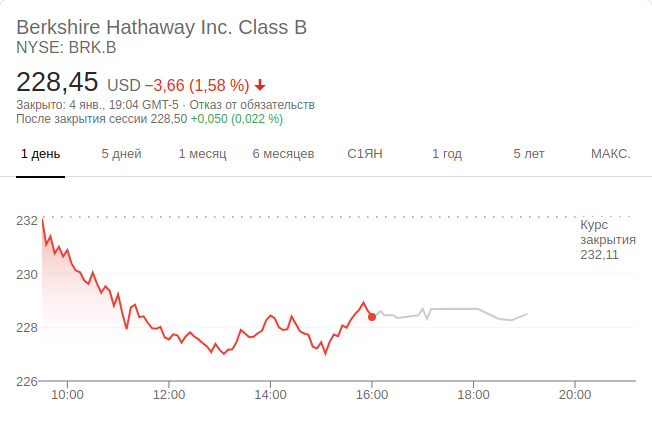 Berkshire Hathaway Inc. Class B
NYSE: BRK.B
228,45 USD −3,66 (1,58 %)
Закрыто: 4 янв., 19:04 GMT-5 · Отказ от обязательств
После закрытия сессии 228,50 +0,050 (0,022 %)
1 день 5 дней 1 месяц 6 месяцев С1ЯН 1 год 5 лет МАКС.
232
Курс
закрытия
232,11
230
228
226
10:00 12:00 14:00 16:00 18:00 20:00